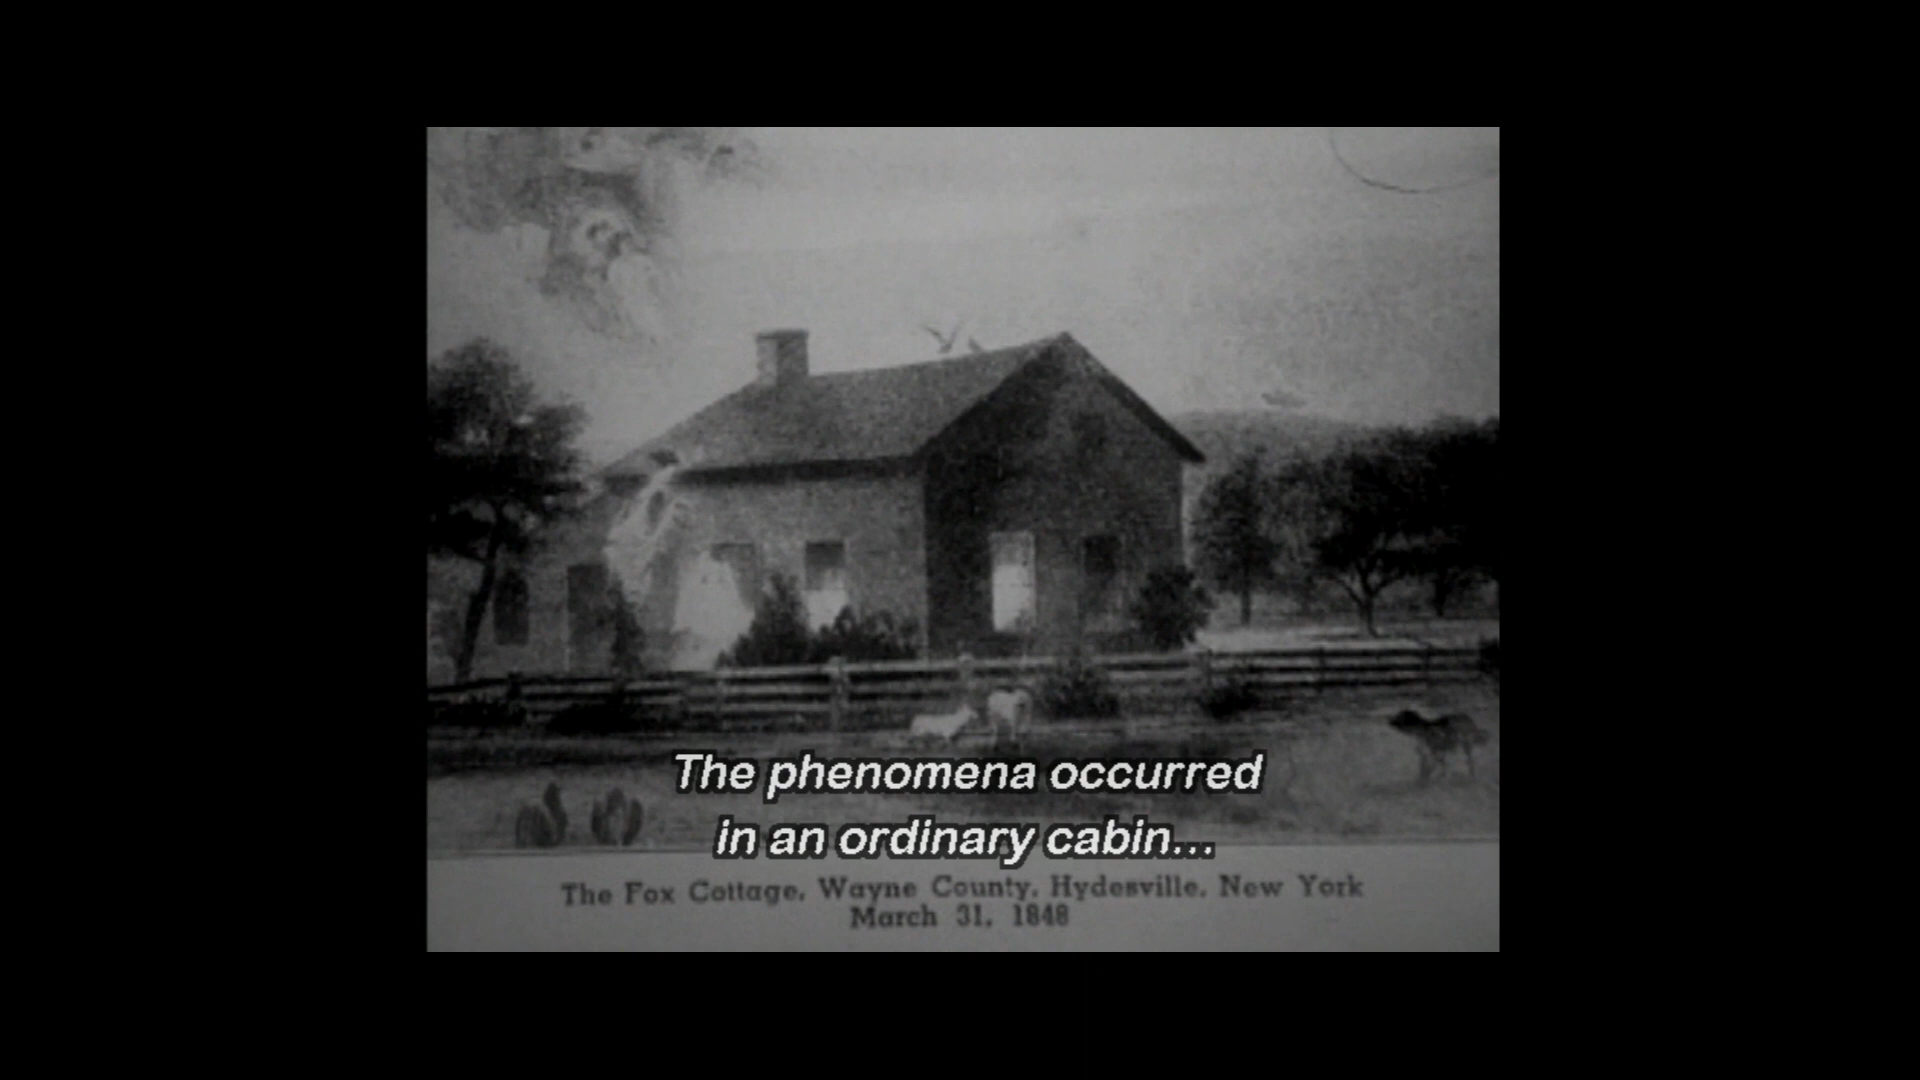 The phenomena occurred
in an ordinary cabin...
The Fox Cottage, Wayne County, Hydesville, New York
March 31, 1848